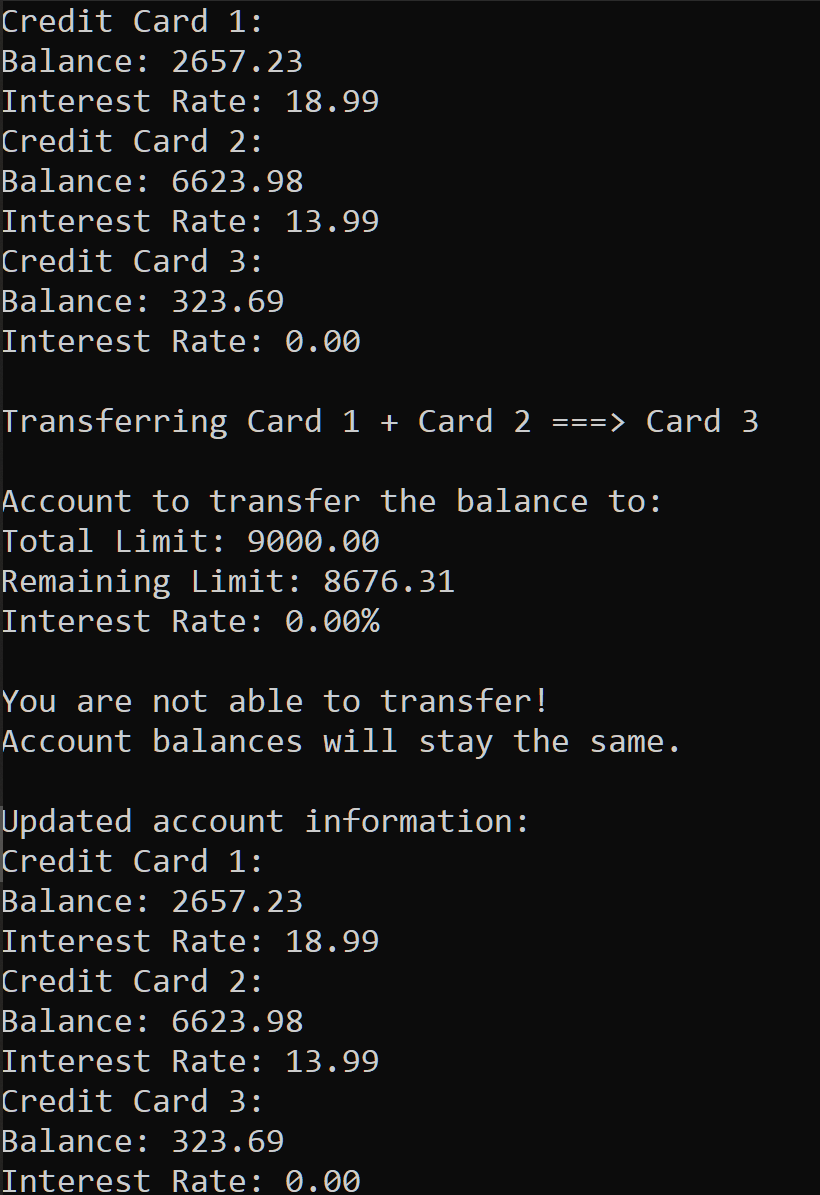 Credit Card 1:
Balance: 2657.23
Interest Rate: 18.99
Credit Card 2:
Balance: 6623.98
Interest Rate: 13.99
Credit Card 3:
Balance: 323.69
Interest Rate: 0.00
Transferring Card 1 + Card 2 ===> Card 3
Account to transfer the balance to:
Total Limit: 9000.00
Remaining Limit: 8676.31
Interest Rate: 0.00%
You are not able to transfer!
Account balances will stay the same.
Updated account information:
Credit Card 1:
Balance: 2657.23
Interest Rate: 18.99
Credit Card 2:
Balance: 6623.98
Interest Rate: 13.99
Credit Card 3:
Balance: 323.69
Interest Rate: 0.00